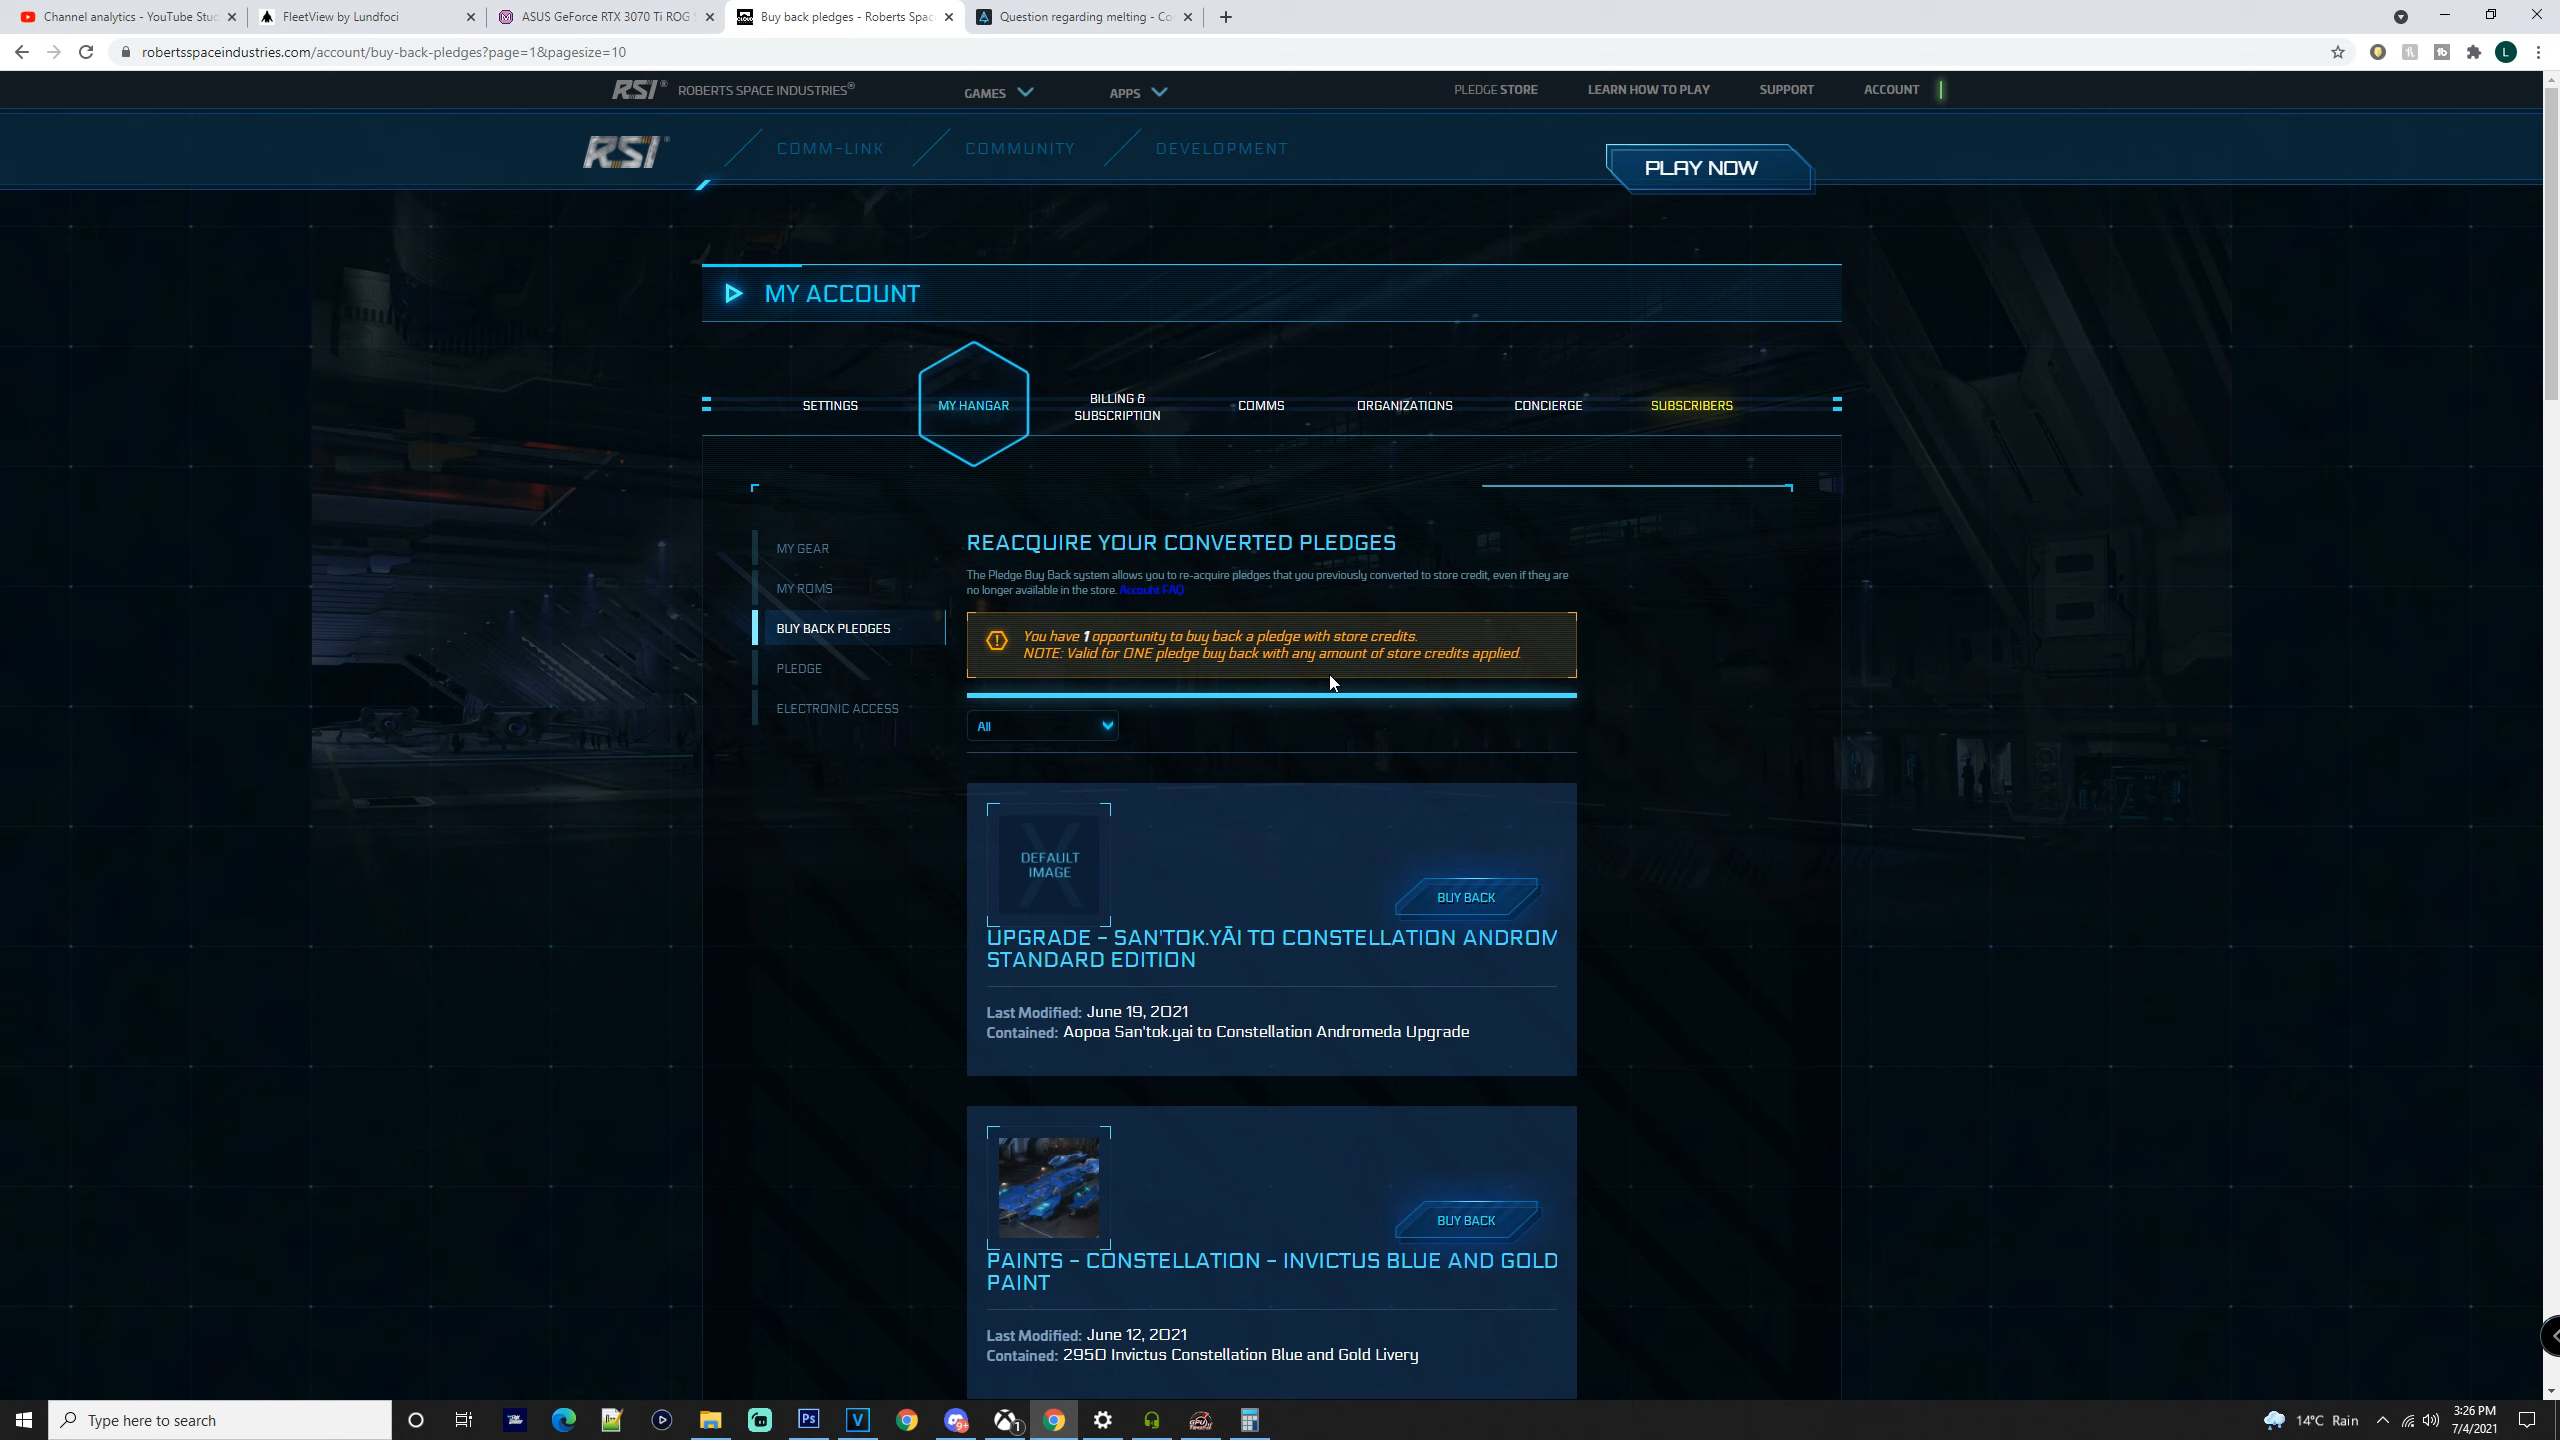 Channel analytics - YouTube Stu
FleetView by Lundfoci
ASUS GeForce RTX 3070 Ti ROG
Buy back pledges - Roberts Spac
Question regarding melting - Co
robertsspaceindustries.com/account/buy-back-pledges?page=1&pagesize=10
L
RSI ROBERTS SPACE INDUSTRIES®
GAMES
APPS
PLEDGE STORE
LEARN HOW TO PLAY
SUPPORT
ACCOUNT
RSI
COMM-LINK
COMMUNITY
DEVELOPMENT
PLAY NOW
MY ACCOUNT
SETTINGS
MY HANGAR
BILLING &
SUBSCRIPTION
COMMS
ORGANIZATIONS
CONCIERGE
SUBSCRIBERS
MY GEAR
MY ROMS
BUY BACK PLEDGES
PLEDGE
ELECTRONIC ACCESS
REACQUIRE YOUR CONVERTED PLEDGES
The Pledge Buy Back system allows you to re-acquire pledges that you previously converted to store credit, even if they are
no longer available in the store. Account FAQ
You have 1 opportunity to buy back a pledge with store credits.
NOTE: Valid for ONE pledge buy back with any amount of store credits applied.
All
DEFAULT
IMAGE
BUY BACK
UPGRADE - SAN'TOK.YĀI TO CONSTELLATION ANDROM
STANDARD EDITION
Last Modified: June 19, 2021
Contained: Aopoa San'tok.yai to Constellation Andromeda Upgrade
BUY BACK
PAINTS - CONSTELLATION - INVICTUS BLUE AND GOLD
PAINT
Last Modified: June 12, 2021
Contained: 2950 Invictus Constellation Blue and Gold Livery
Type here to search
Ps
V
9+
1
14°C Rain
3:26 PM
7/4/2021